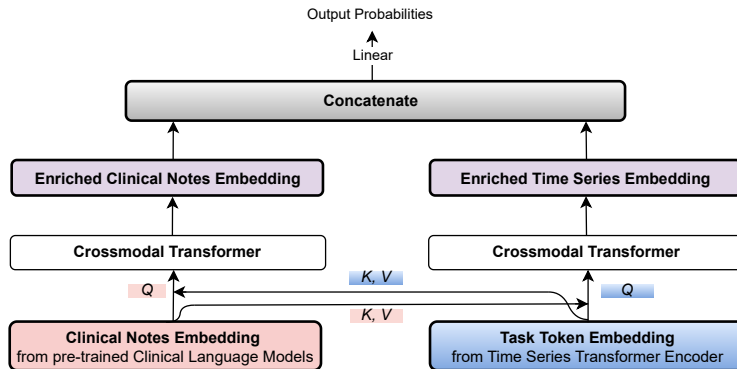 Output Probabilities
Linear
Concatenate
Enriched Clinical Notes Embedding
Enriched Time Series Embedding
Crossmodal Transformer
Crossmodal Transformer
Q
K, V
Q
K, V
Clinical Notes Embedding
from pre-trained Clinical Language Models
Task Token Embedding
from Time Series Transformer Encoder